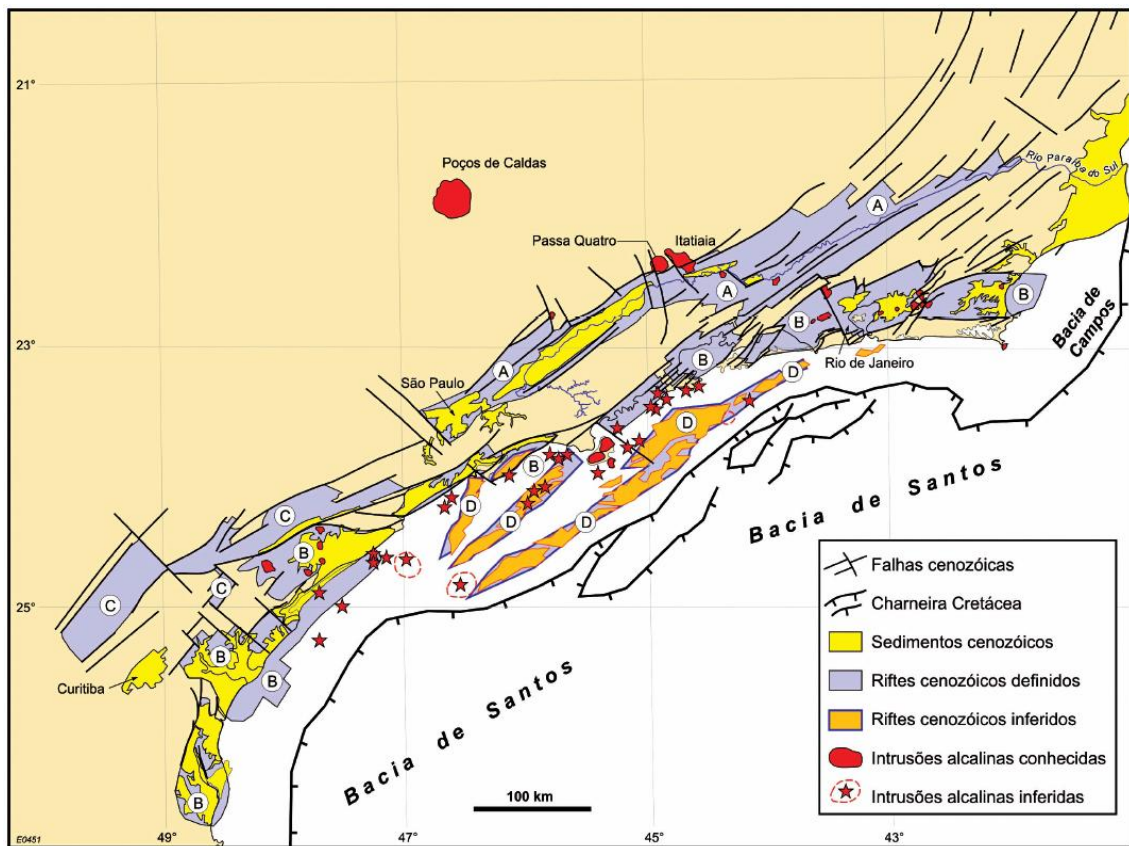 21°
Poços de Caldas
Rio Paraíba do Sul
A
Passa Quatro
Itatiaia
A
B
B
Bacia de
Campos
23°
B
A
Rio de Janeiro
São Paulo
D
D
B
D
D
D
Bacia de Santos
C
B
C
C
25°
B
Curitiba
B
Bacia de Santos
B
100 km
Falhas cenozóicas
Charneira Cretácea
Sedimentos cenozóicos
Riftes cenozóicos definidos
Riftes cenozóicos inferidos
Intrusões alcalinas conhecidas
Intrusões alcalinas inferidas
E0451
49°
47°
45°
43°